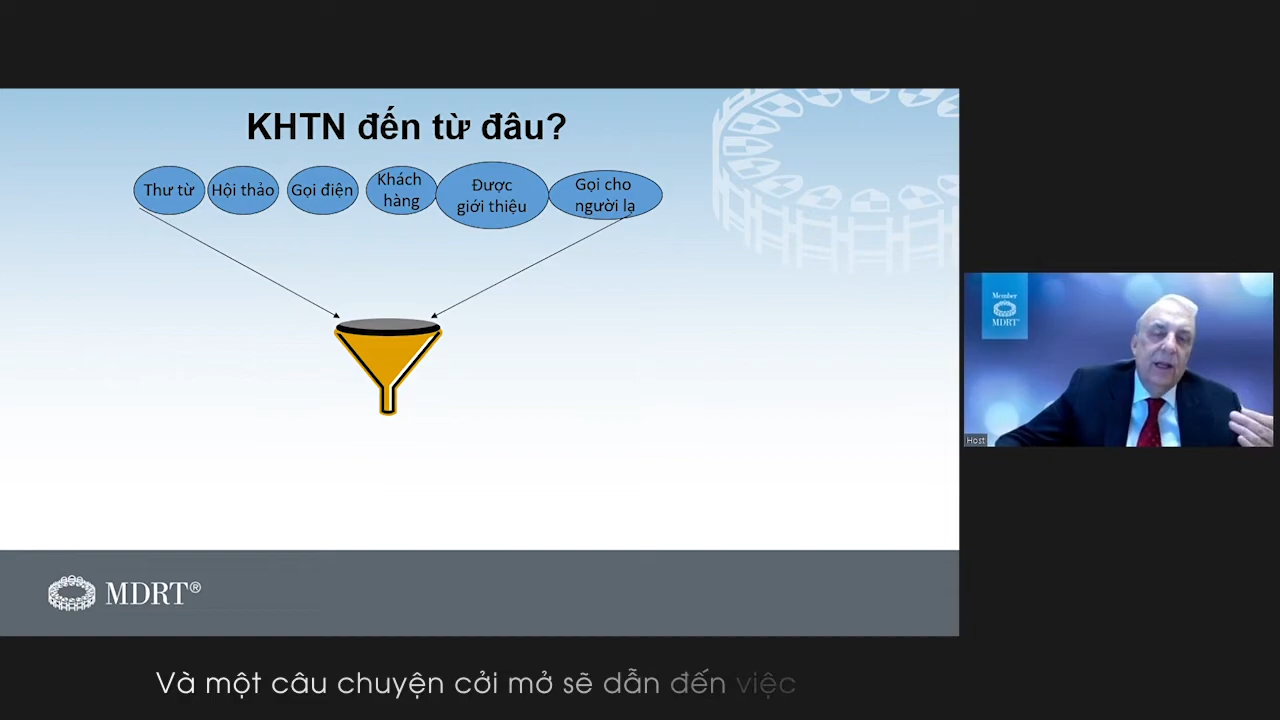 KHTN đến từ đâu?
Thư từ
Hội thảo
Gọi điện
Khách
hàng
Được
giới thiệu
Gọi cho
người lạ
Member
MDRT
Host
MDRT®
Và một câu chuyện cởi mở sẽ dẫn đến việc